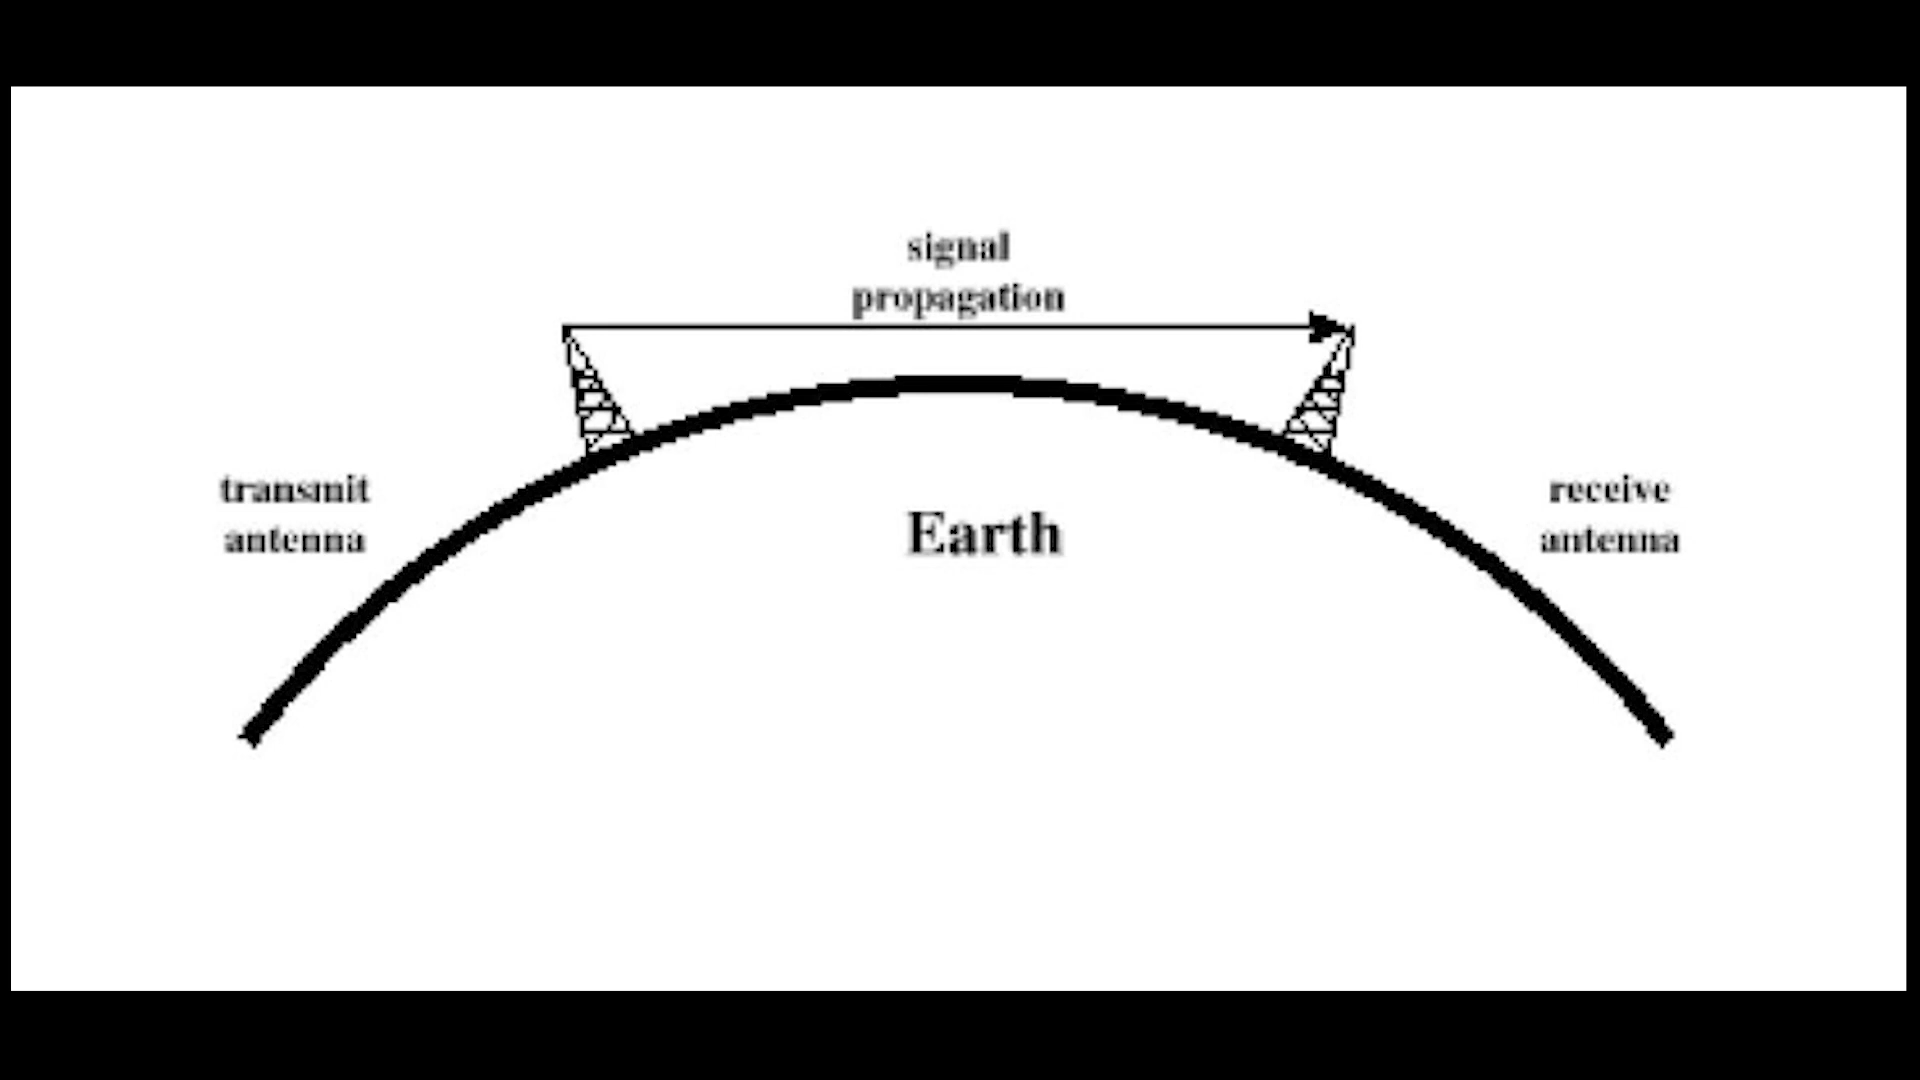 signal
propagation
transmit
antenna
Earth
receive
antenna